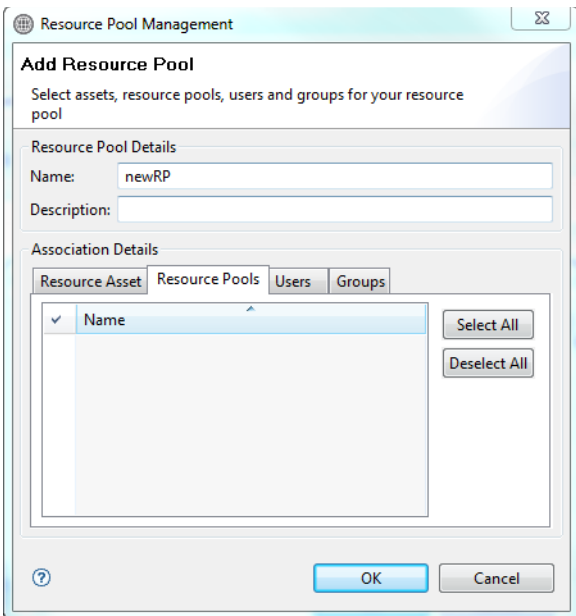 Resource Pool Management
Add Resource Pool
Select assets, resource pools, users and groups for your resource
pool
Resource Pool Details
Name: newRP
Description:
Association Details
Resource Asset Resource Pools Users Groups
Name
Select All
Deselect All
OK Cancel